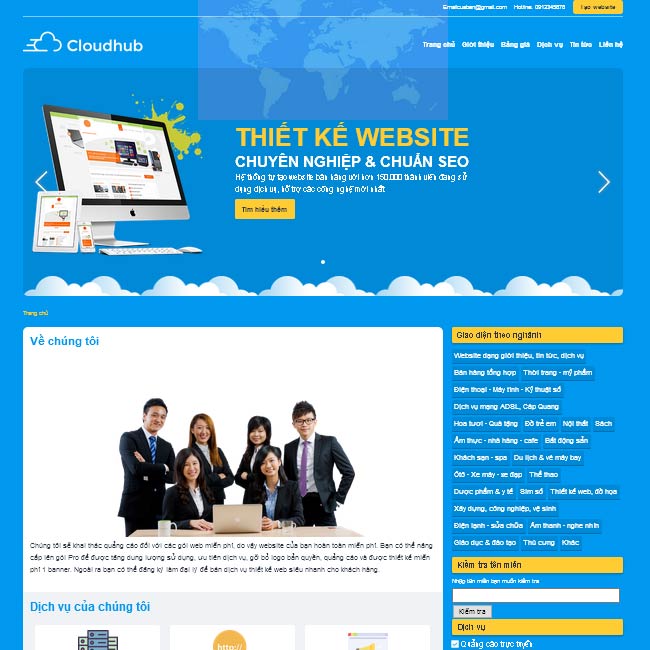 Email:cuaban@gmail.com Hotline: 0912345678 Tạo website
Cloudhub
Trang chủ Giới thiệu Bảng giá Dịch vụ Tin tức Liên hệ
THIẾT KẾ WEBSITE
CHUYÊN NGHIỆP & CHUẨN SEO
Hệ thống tự tạo website bán hàng với hơn 150.000 thành viên đang sử
dụng dịch vụ, hỗ trợ các công nghệ mới nhất
Tìm hiểu thêm
Trang chủ
Về chúng tôi
Chúng tôi sẽ khai thác quảng cáo đối với các gói web miễn phí, do vậy website của bạn hoàn toàn miễn phí. Bạn có thể nâng
cấp lên gói Pro để được tăng dung lượng sử dụng, ưu tiên dịch vụ, gỡ bỏ logo bản quyền, quảng cáo và được thiết kế miễn
phí 1 banner. Ngoài ra bạn có thể đăng ký làm đại lý để bán dịch vụ thiết kế web siêu nhanh cho khách hàng.
Dịch vụ của chúng tôi
http://
Giao diện theo nghành
Website dạng giới thiệu, tin tức, dịch vụ
Bán hàng tổng hợp Thời trang - mỹ phẩm
Điện thoại - Máy tính - Kỹ thuật số
Dịch vụ mạng ADSL, Cáp Quang
Hoa tươi - Quà tặng Đồ trẻ em Nội thất Sách
Ẩm thực - nhà hàng - cafe Bất động sản
Khách sạn - spa Du lịch & vé máy bay
Ôtô - Xe máy - xe đạp Thể thao
Dược phẩm & y tế Sim số Thiết kế web, đồ họa
Xây dựng, công nghiệp, vệ sinh
Điện lạnh - sửa chữa Âm thanh - nghe nhìn
Giáo dục & đào tạo Thú cưng Khác
Kiểm tra tên miền
Nhập tên miền bạn muốn kiểm tra
Kiểm tra
Dịch vụ
Quảng cáo trực tuyến